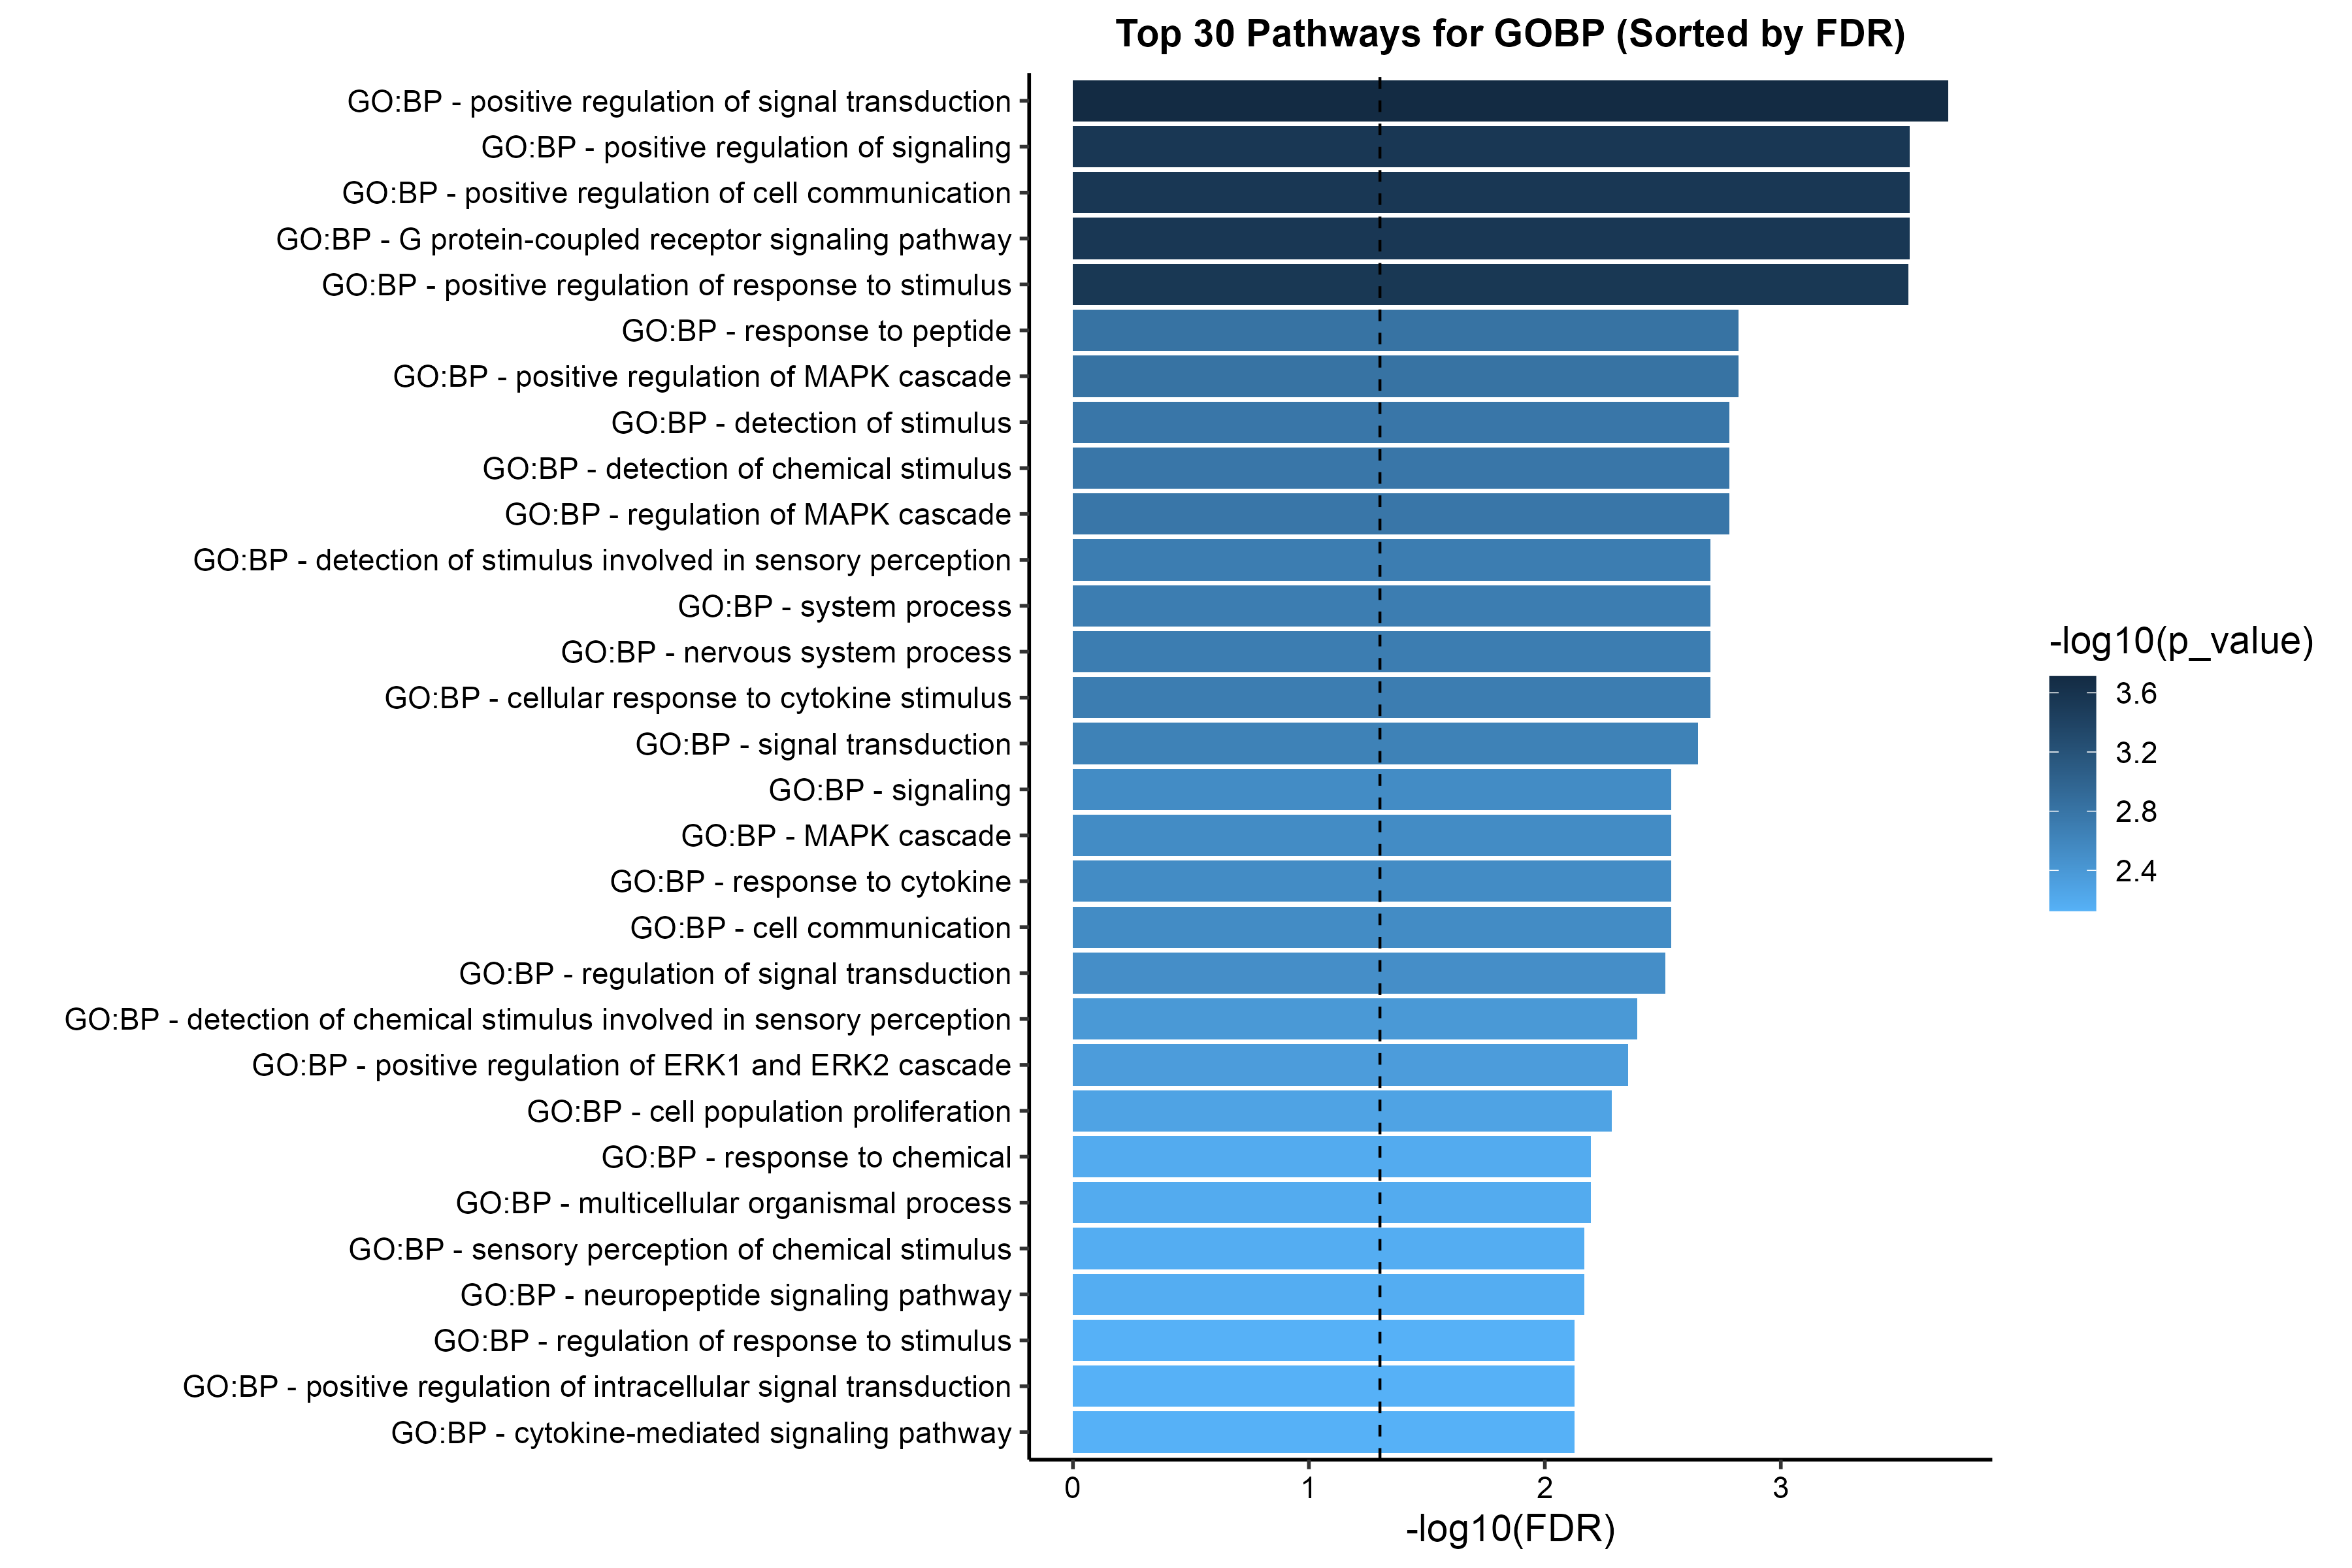 Top 30 Pathways for GOBP (Sorted by FDR)
GO:BP - positive regulation of signal transduction
GO:BP - positive regulation of signaling
GO:BP - positive regulation of cell communication
GO:BP - G protein-coupled receptor signaling pathway
GO:BP - positive regulation of response to stimulus
GO:BP - response to peptide
GO:BP - positive regulation of MAPK cascade
GO:BP - detection of stimulus
GO:BP - detection of chemical stimulus
GO:BP - regulation of MAPK cascade
GO:BP - detection of stimulus involved in sensory perception
GO:BP - system process
GO:BP - nervous system process
GO:BP - cellular response to cytokine stimulus
GO:BP - signal transduction
GO:BP - signaling
GO:BP - MAPK cascade
GO:BP - response to cytokine
GO:BP - cell communication
GO:BP - regulation of signal transduction
GO:BP - detection of chemical stimulus involved in sensory perception
GO:BP - positive regulation of ERK1 and ERK2 cascade
GO:BP - cell population proliferation
GO:BP - response to chemical
GO:BP - multicellular organismal process
GO:BP - sensory perception of chemical stimulus
GO:BP - neuropeptide signaling pathway
GO:BP - regulation of response to stimulus
GO:BP - positive regulation of intracellular signal transduction
GO:BP - cytokine-mediated signaling pathway
0 1 2 3
-log10(FDR)
-log10(p_value)
3.6
3.2
2.8
2.4